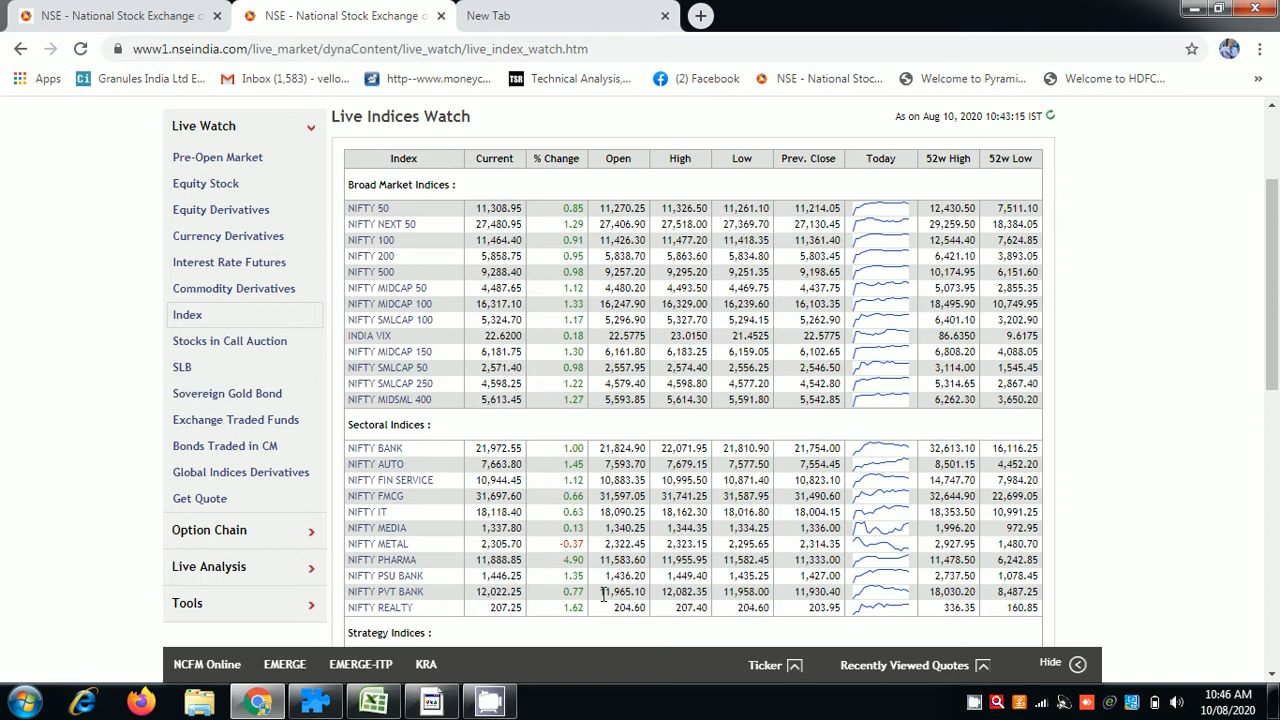 NSE - National Stock Exchange o
NSE - National Stock Exchange of
New Tab
www1.nseindia.com/live_market/dynaContent/live_watch/live_index_watch.htm
Apps
Granules India Ltd E...
Inbox (1,583) - vello...
http--www.moneyc...
Technical Analysis,...
(2) Facebook
NSE - National Stoc...
Welcome to Pyrami...
Welcome to HDFC...
Live Watch
Pre-Open Market
Equity Stock
Equity Derivatives
Currency Derivatives
Interest Rate Futures
Commodity Derivatives
Index
Stocks in Call Auction
SLB
Sovereign Gold Bond
Exchange Traded Funds
Bonds Traded in CM
Global Indices Derivatives
Get Quote
Option Chain
Live Analysis
Tools
Live Indices Watch
As on Aug 10, 2020 10:43:15 IST
Index Current % Change Open High Low Prev. Close Today 52w High 52w Low
Broad Market Indices :
NIFTY 50 11,308.95 0.85 11,270.25 11,326.50 11,261.10 11,214.05 12,430.50 7,511.10
NIFTY NEXT 50 27,480.95 1.29 27,406.90 27,518.00 27,369.70 27,130.45 29,259.50 18,384.05
NIFTY 100 11,464.40 0.91 11,426.30 11,477.20 11,418.35 11,361.40 12,544.40 7,624.85
NIFTY 200 5,858.75 0.95 5,838.70 5,863.60 5,834.80 5,803.45 6,421.10 3,893.05
NIFTY 500 9,288.40 0.98 9,257.20 9,295.20 9,251.35 9,198.65 10,174.95 6,151.60
NIFTY MIDCAP 50 4,487.65 1.12 4,480.20 4,493.50 4,469.75 4,437.75 5,073.95 2,855.35
NIFTY MIDCAP 100 16,317.10 1.33 16,247.90 16,329.00 16,239.60 16,103.35 18,495.90 10,749.95
NIFTY SMLCAP 100 5,324.70 1.17 5,296.90 5,327.70 5,294.15 5,262.90 6,401.10 3,202.90
INDIA VIX 22.6200 0.18 22.5775 23.0150 21.4525 22.5775 86.6350 9.6175
NIFTY MIDCAP 150 6,181.75 1.30 6,161.80 6,183.25 6,159.05 6,102.65 6,808.20 4,088.05
NIFTY SMLCAP 50 2,571.40 0.98 2,557.95 2,574.40 2,556.25 2,546.50 3,114.00 1,545.45
NIFTY SMLCAP 250 4,598.25 1.22 4,579.40 4,598.80 4,577.20 4,542.80 5,314.65 2,867.40
NIFTY MIDSML 400 5,613.45 1.27 5,593.85 5,614.30 5,591.80 5,542.85 6,262.30 3,650.20
Sectoral Indices :
NIFTY BANK 21,972.55 1.00 21,824.90 22,071.95 21,810.90 21,754.00 32,613.10 16,116.25
NIFTY AUTO 7,663.80 1.45 7,593.70 7,679.15 7,577.50 7,554.45 8,501.15 4,452.20
NIFTY FIN SERVICE 10,944.45 1.12 10,883.35 10,995.50 10,871.40 10,823.10 14,747.70 7,984.20
NIFTY FMCG 31,697.60 0.66 31,597.05 31,741.25 31,587.95 31,490.60 32,644.90 22,699.05
NIFTY IT 18,118.40 0.63 18,090.25 18,162.30 18,016.80 18,004.15 18,353.50 10,991.25
NIFTY MEDIA 1,337.80 0.13 1,340.25 1,344.35 1,334.25 1,336.00 1,996.20 972.95
NIFTY METAL 2,305.70 -0.37 2,322.45 2,323.15 2,295.65 2,314.35 2,927.95 1,480.70
NIFTY PHARMA 11,888.85 4.90 11,583.60 11,955.95 11,582.45 11,333.00 11,478.50 6,242.85
NIFTY PSU BANK 1,446.25 1.35 1,436.20 1,449.40 1,435.25 1,427.00 2,737.50 1,078.45
NIFTY PVT BANK 12,022.25 0.77 11,965.10 12,082.35 11,958.00 11,930.40 18,030.20 8,487.25
NIFTY REALTY 207.25 1.62 204.60 207.40 204.60 203.95 336.35 160.85
Strategy Indices :
NCFM Online EMERGE EMERGE-ITP KRA Ticker Recently Viewed Quotes Hide
10:46 AM
10/08/2020